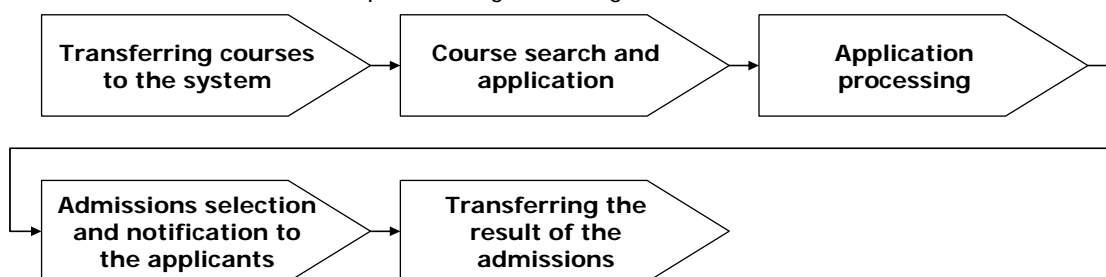 Transferring courses
to the system
Course search and
application
Application
processing
Admissions selection
and notification to
the applicants
Transferring the
result of the
admissions